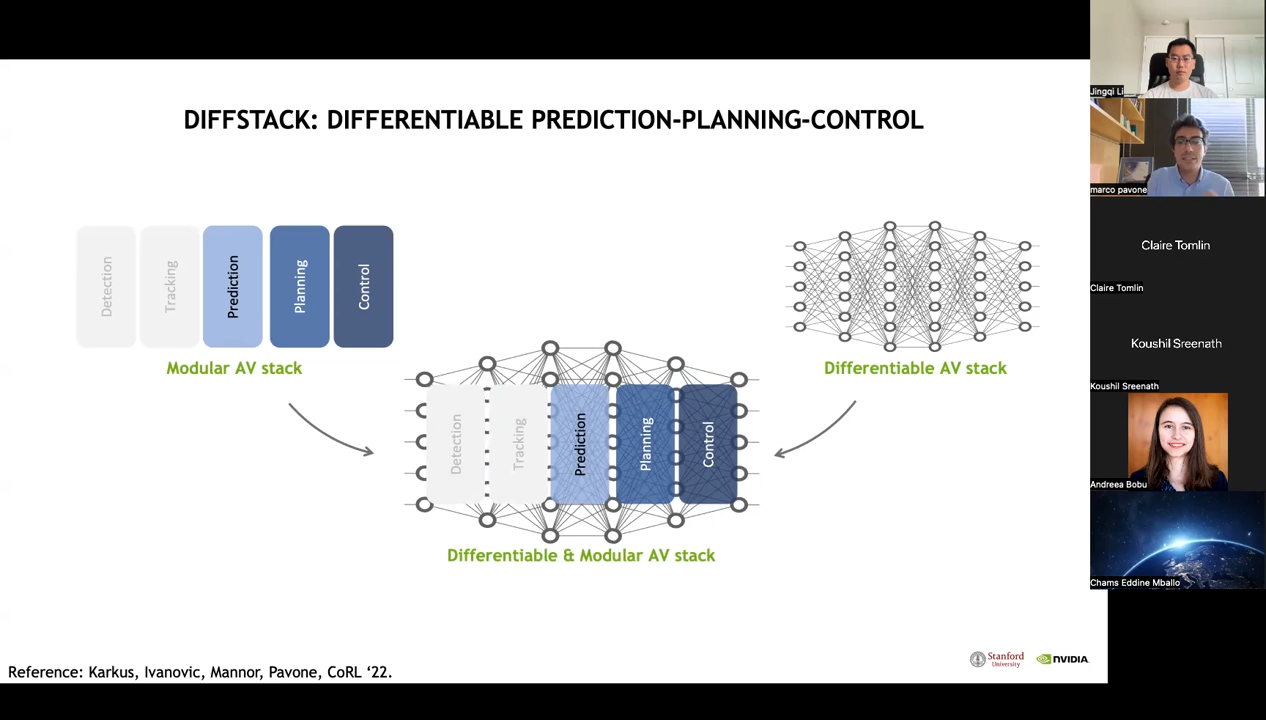 DIFFSTACK: DIFFERENTIABLE PREDICTION-PLANNING-CONTROL
Detection
Tracking
Prediction
Planning
Control
Modular AV stack
Differentiable AV stack
Detection
Tracking
Prediction
Planning
Control
Differentiable & Modular AV stack
Reference: Karkus, Ivanovic, Mannor, Pavone, CoRL ‘22.
Stanford
University
NVIDIA.
Jingqi Li
marco pavone
Claire Tomlin
Claire Tomlin
Koushil Sreenath
Koushil Sreenath
Andreea Bobu
Chams Eddine Mballo